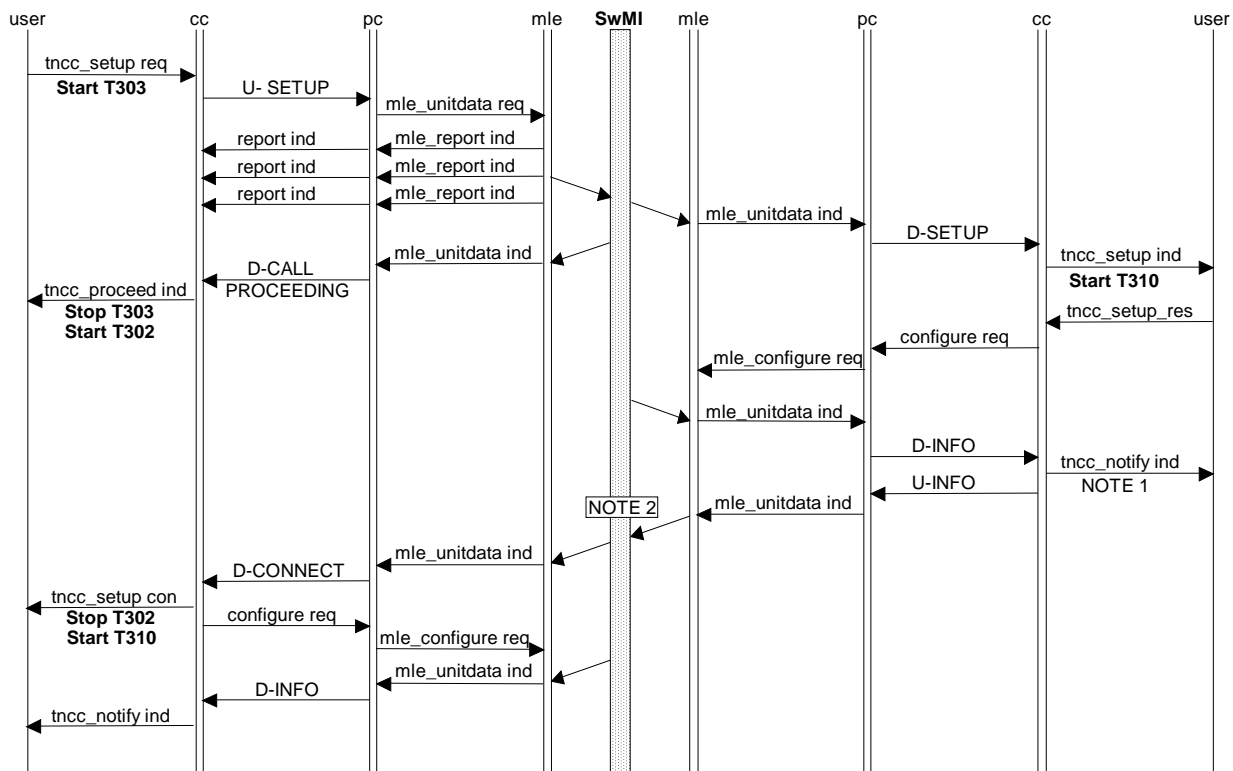 user cc pc mle SwMI mle pc cc user
tncc_setup req
Start T303
U- SETUP
mle_unitdata req
report ind mle_report ind
report ind mle_report ind
report ind mle_report ind
mle_unitdata ind
D-SETUP
mle_unitdata ind
tncc_setup ind
D-CALL
PROCEEDING
Start T310
tncc_proceed ind
Stop T303
Start T302
tncc_setup_res
configure req
mle_configure req
mle_unitdata ind
D-INFO
tncc_notify ind
NOTE 1
U-INFO
NOTE 2
mle_unitdata ind
mle_unitdata ind
D-CONNECT
tncc_setup con
Stop T302
Start T310
configure req
mle_configure req
mle_unitdata ind
D-INFO
tncc_notify ind